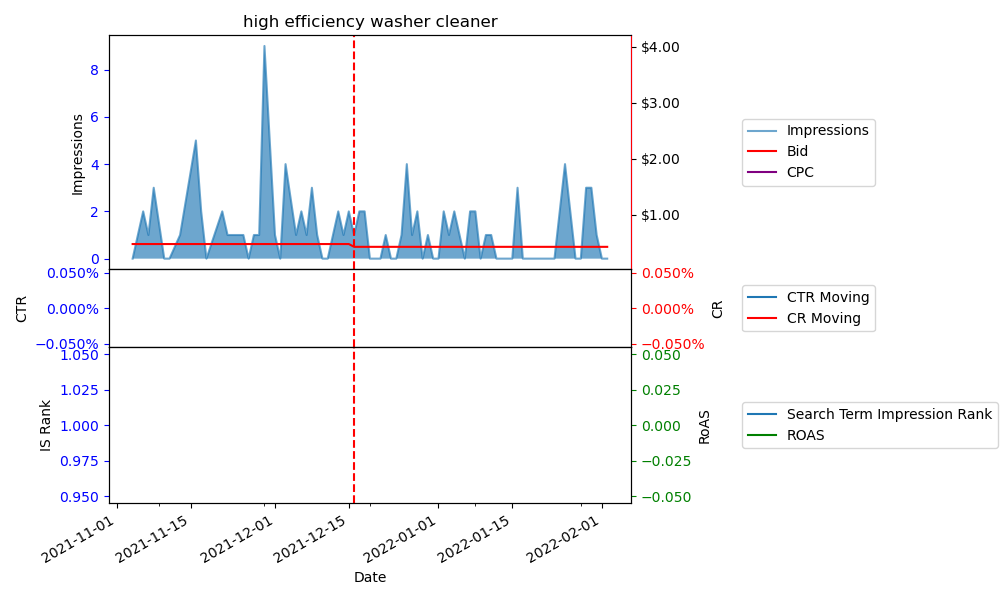 high efficiency washer cleaner
Impressions
8
6
4
2
0
$4.00
$3.00
$2.00
$1.00
Impressions
Bid
CPC
CTR
0.050%
0.000%
−0.050%
0.050%
0.000%
−0.050%
CR
CTR Moving
CR Moving
IS Rank
1.050
1.025
1.000
0.975
0.950
0.050
0.025
0.000
−0.025
−0.050
RoAS
Search Term Impression Rank
ROAS
2021-11-01
2021-11-15
2021-12-01
2021-12-15
2022-01-01
2022-01-15
2022-02-01
Date